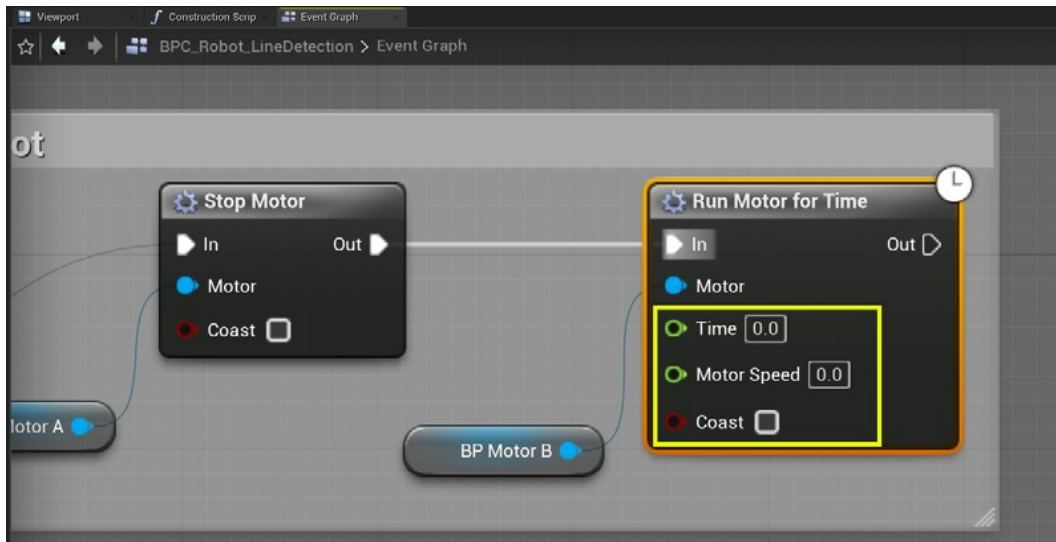 Viewport
Construction Scrip
Event Graph
BPC_Robot_LineDetection > Event Graph
ot
Stop Motor
In Out
Motor
Coast
Run Motor for Time
In Out
Motor
Time 0.0
Motor Speed 0.0
Coast
lotor A
BP Motor B